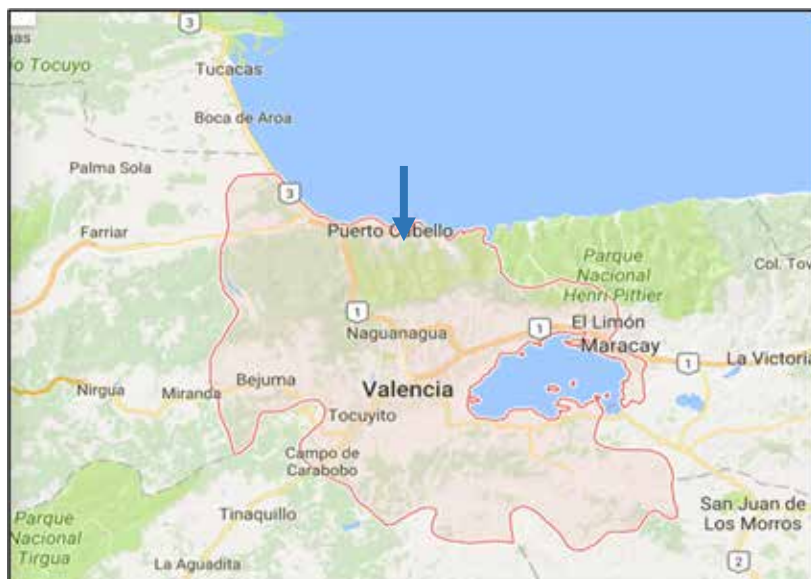 3
as
o Tocuyo
Tucacas
Boca de Aroa
Palma Sola
3
Farriar
Puerto Cabello
Parque
Nacional
Henri Pittier
Col. Tov
1
Naguanagua
1
El Limón
Maracay
1
La Victoria
Nirgua
Miranda
Bejuma
Valencia
Tocuyito
Campo de
Carabobo
San Juan de
Los Morros
Parque
Nacional
Tirgua
Tinaquillo
La Aguadita
2